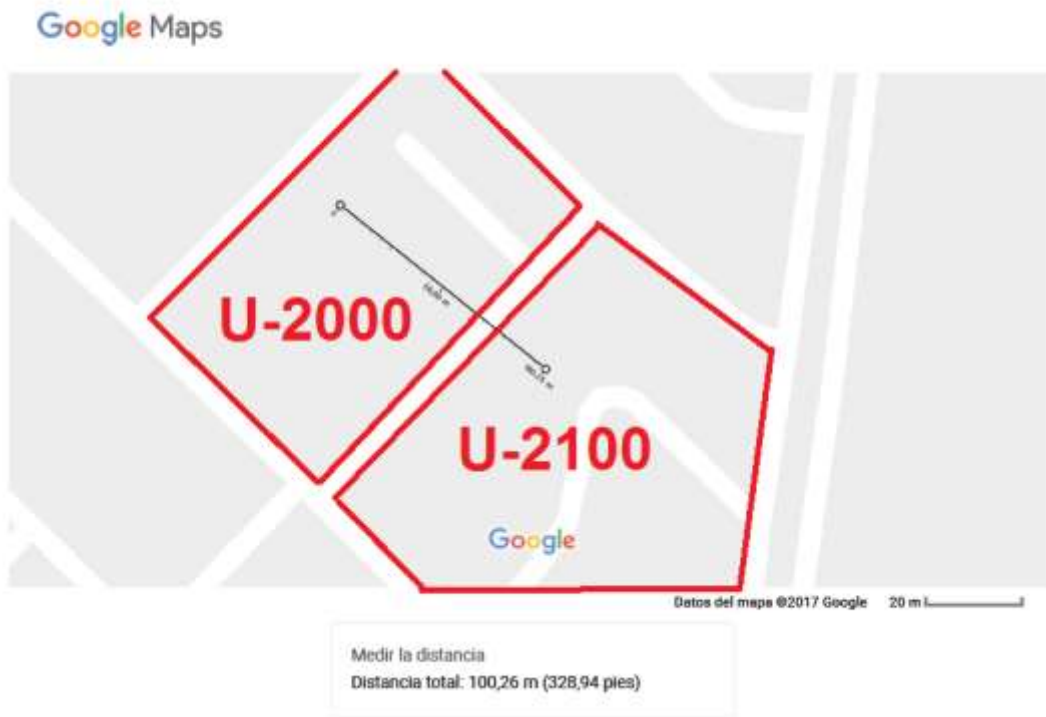 Google Maps
U-2000
U-2100
Google
Datos del mapa ©2017 Google 20 m
Medir la distancia
Distancia total: 100,26 m (328,94 pies)